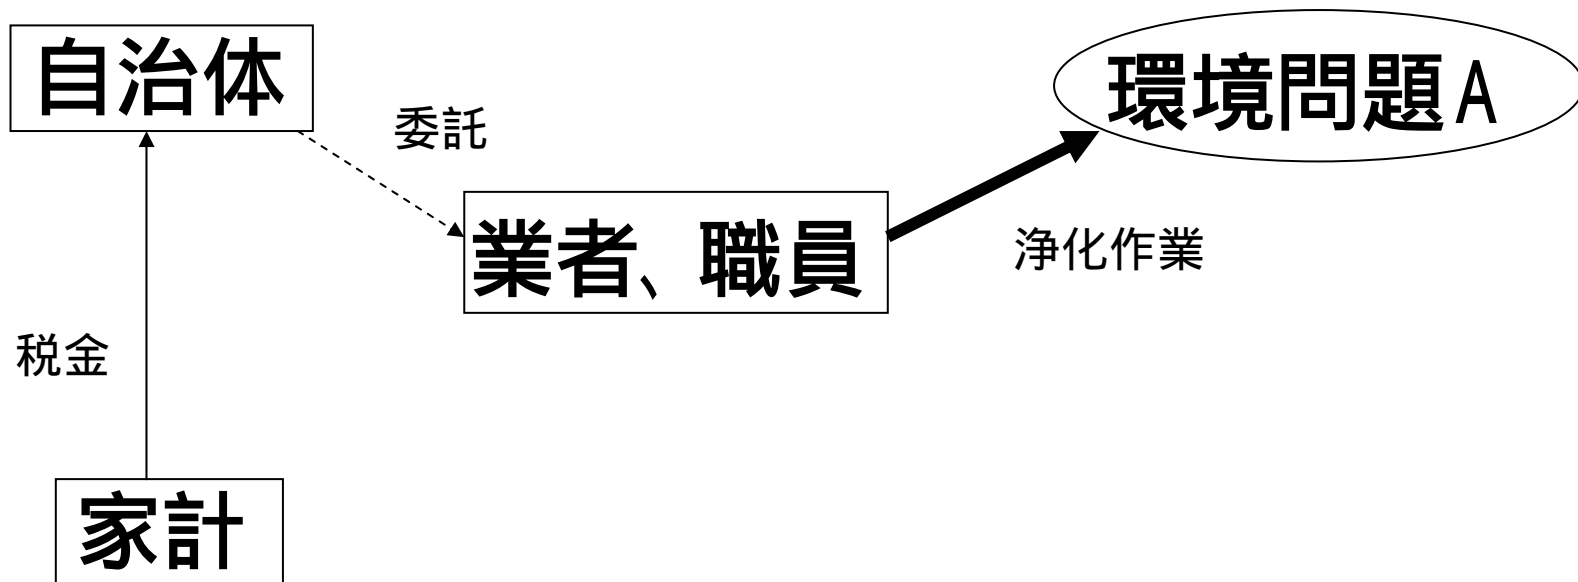 自治体
環境問題A
委託
業者、職員
浄化作業
税金
家計